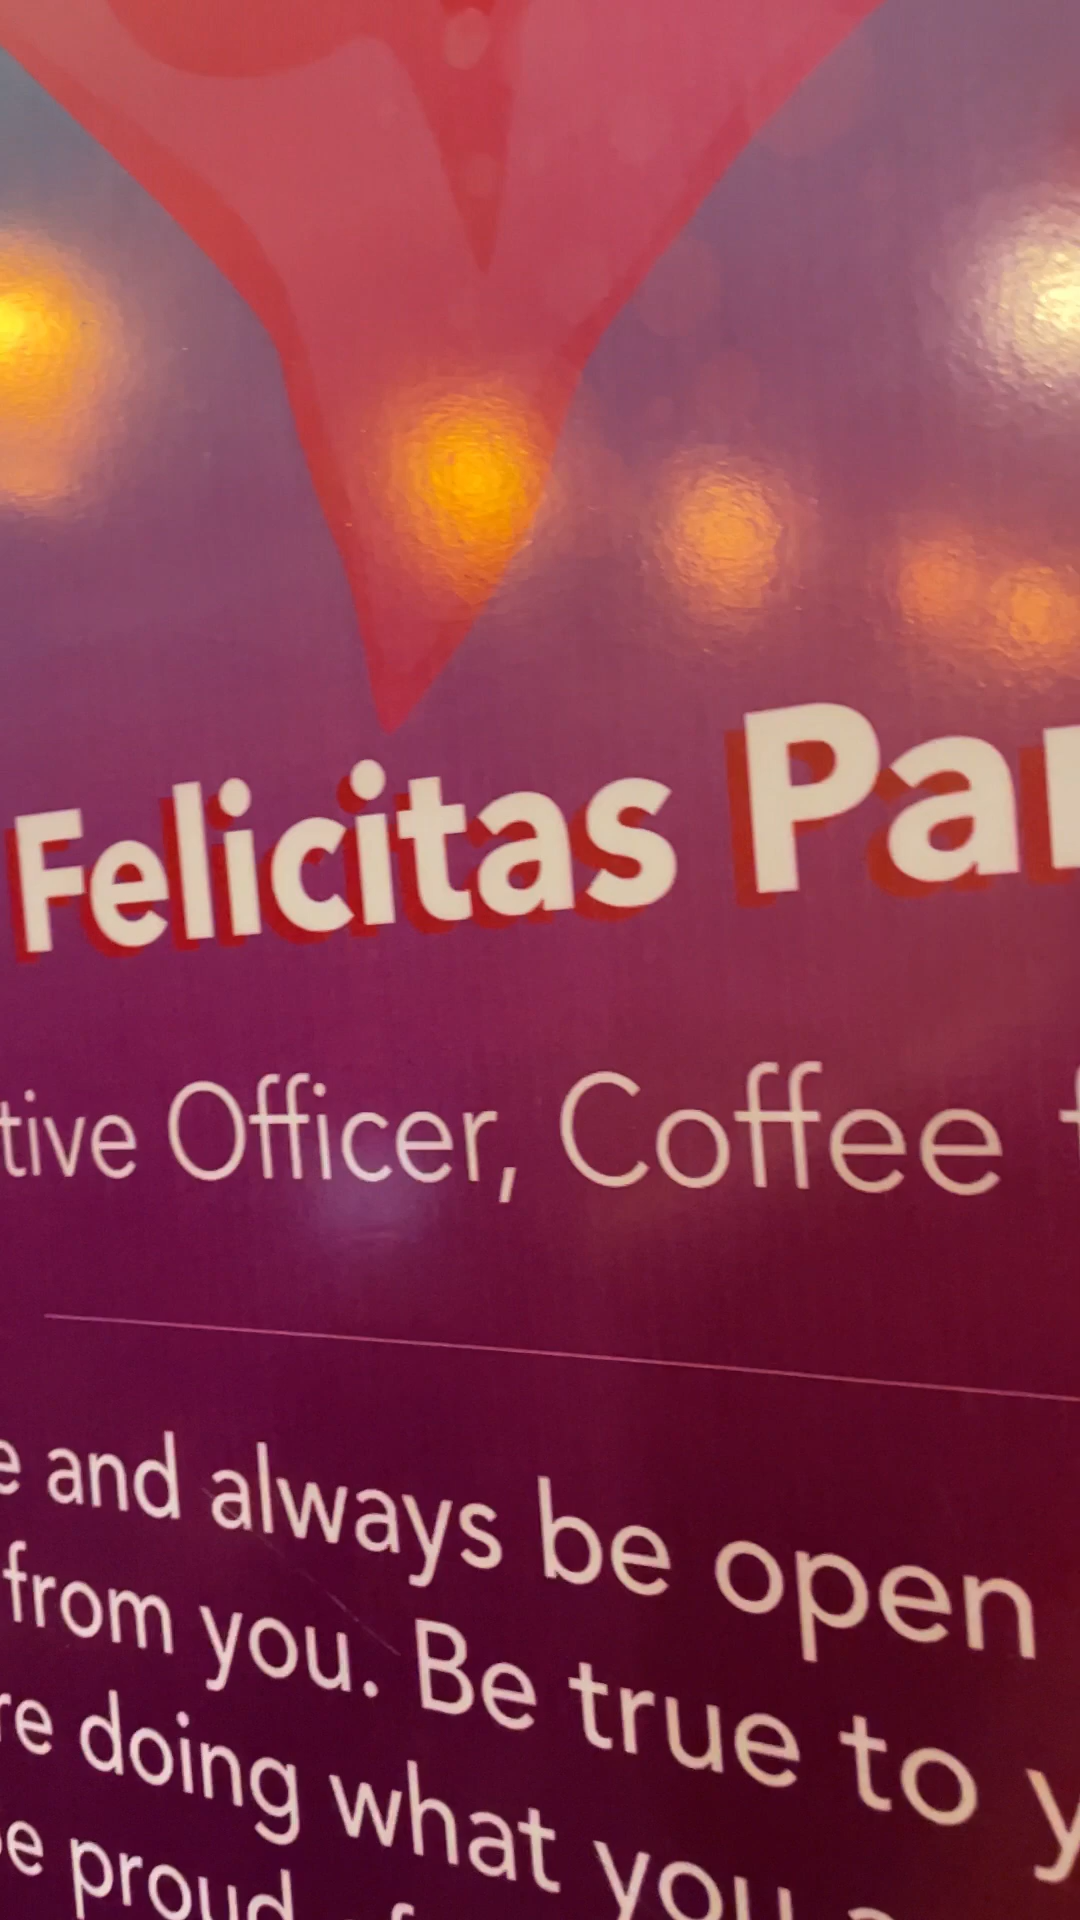 Felicitas Par
tive Officer, Coffee f
e and always be open
from you. Be true to y
re doing what you a
e proud of